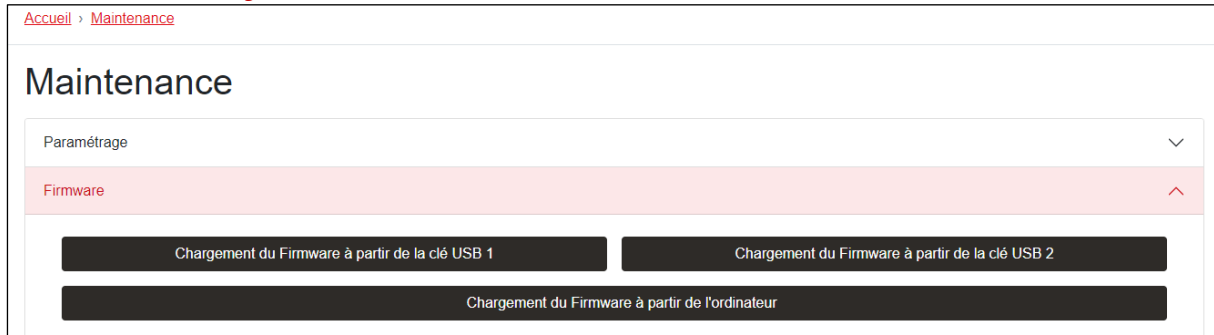 Accueil › Maintenance
Maintenance
Paramétrage
Firmware
Chargement du Firmware à partir de la clé USB 1
Chargement du Firmware à partir de la clé USB 2
Chargement du Firmware à partir de l'ordinateur